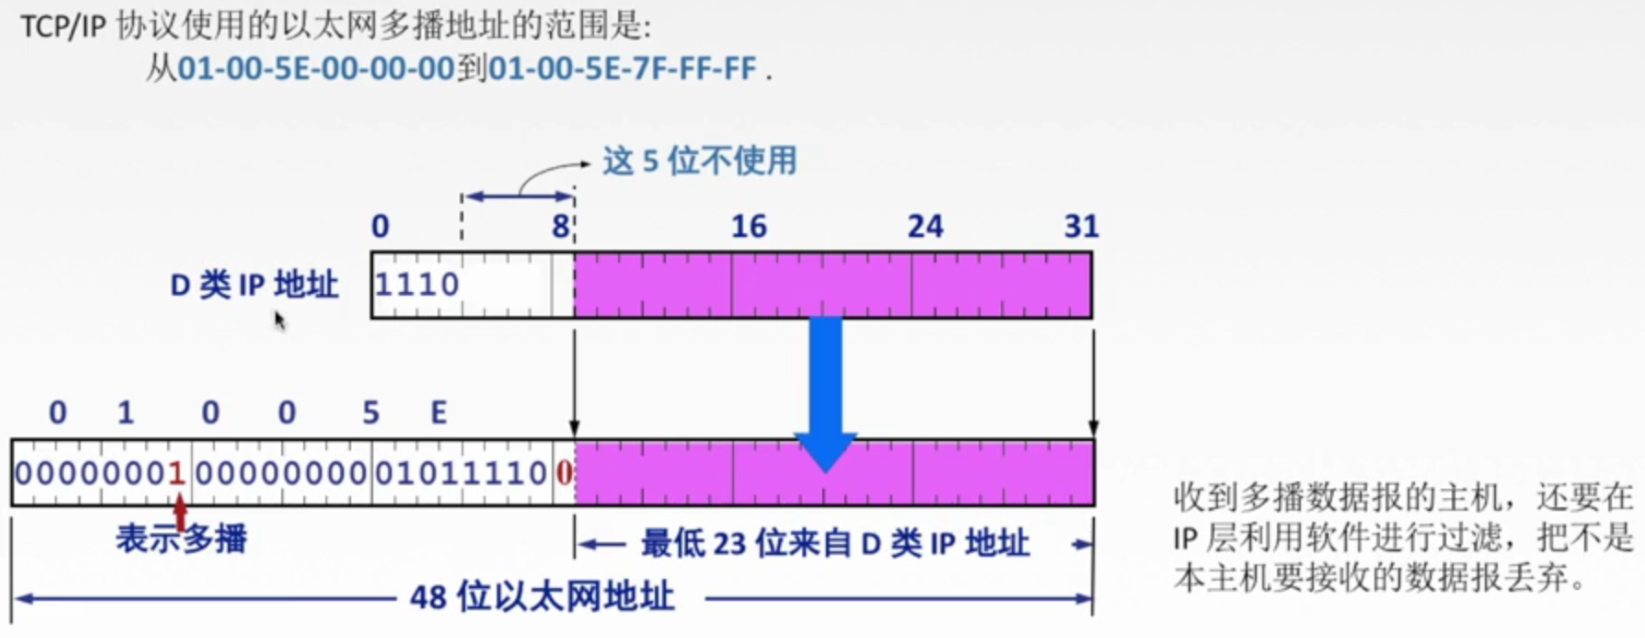 TCP/IP 协议使用的以太网多播地址的范围是:
从01-00-5E-00-00-00到01-00-5E-7F-FF-FF .
这 5 位不使用
0 8 16 24 31
D 类 IP 地址 1110
0 1 0 0 5 E
00000001 00000000 01011110 0
表示多播
最低 23 位来自 D 类 IP 地址
48 位以太网地址
收到多播数据报的主机，还要在
IP 层利用软件进行过滤，把不是
本主机要接收的数据报丢弃。